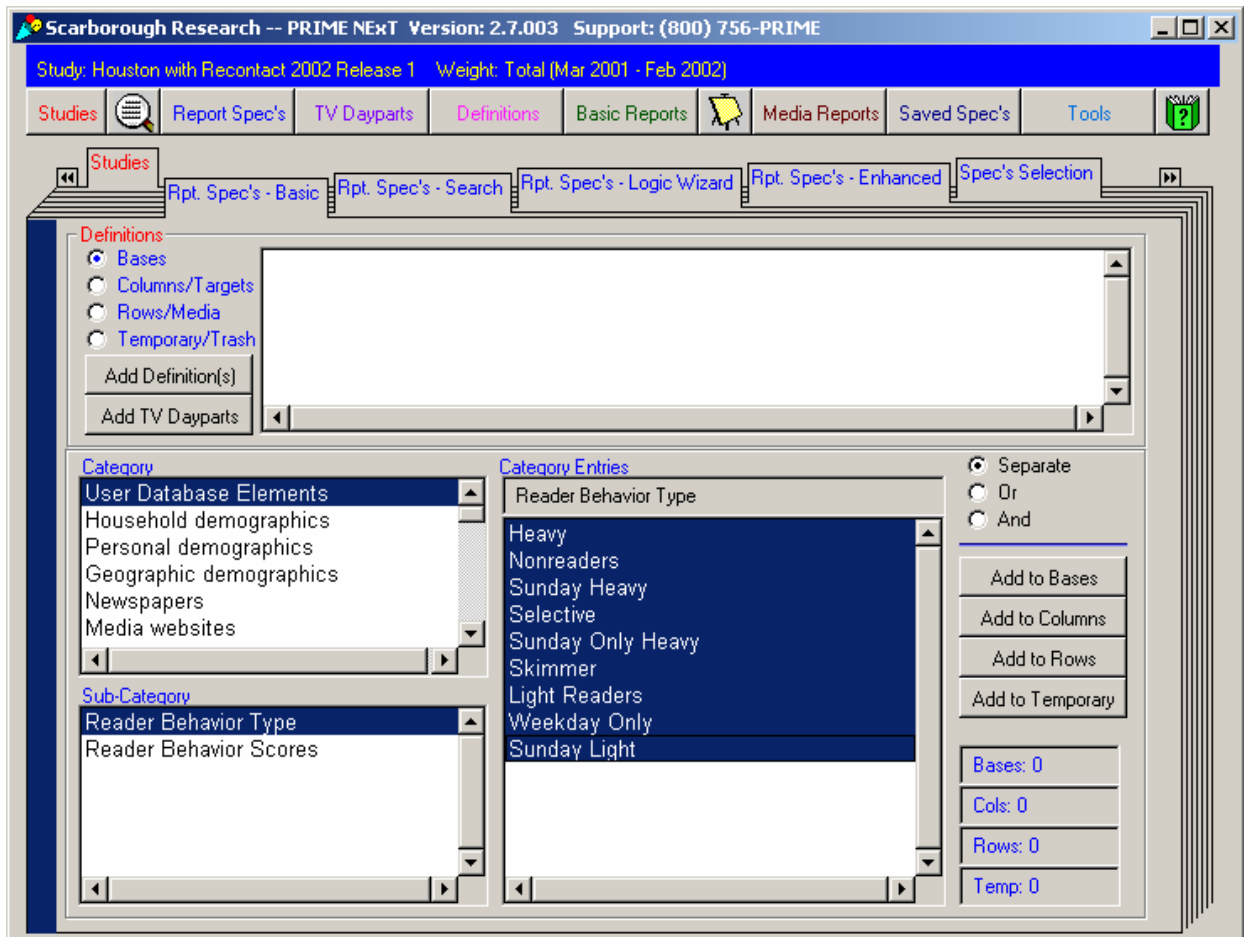 Scarborough Research -- PRIME NExT Version: 2.7.003 Support: (800) 756-PRIME
Study: Houston with Recontact 2002 Release 1 Weight: Total (Mar 2001 - Feb 2002)
Studies Report Spec's TV Dayparts Definitions Basic Reports Media Reports Saved Spec's Tools ?
Studies
Rpt. Spec's - Basic
Rpt. Spec's - Search
Rpt. Spec's - Logic Wizard
Rpt. Spec's - Enhanced
Spec's Selection
Definitions
Bases
Columns/Targets
Rows/Media
Temporary/Trash
Add Definition(s)
Add TV Dayparts
Category
User Database Elements
Household demographics
Personal demographics
Geographic demographics
Newspapers
Media websites
Sub-Category
Reader Behavior Type
Reader Behavior Scores
Category Entries
Reader Behavior Type
Heavy
Nonreaders
Sunday Heavy
Selective
Sunday Only Heavy
Skimmer
Light Readers
Weekday Only
Sunday Light
Separate
Or
And
Add to Bases
Add to Columns
Add to Rows
Add to Temporary
Bases: 0
Cols: 0
Rows: 0
Temp: 0